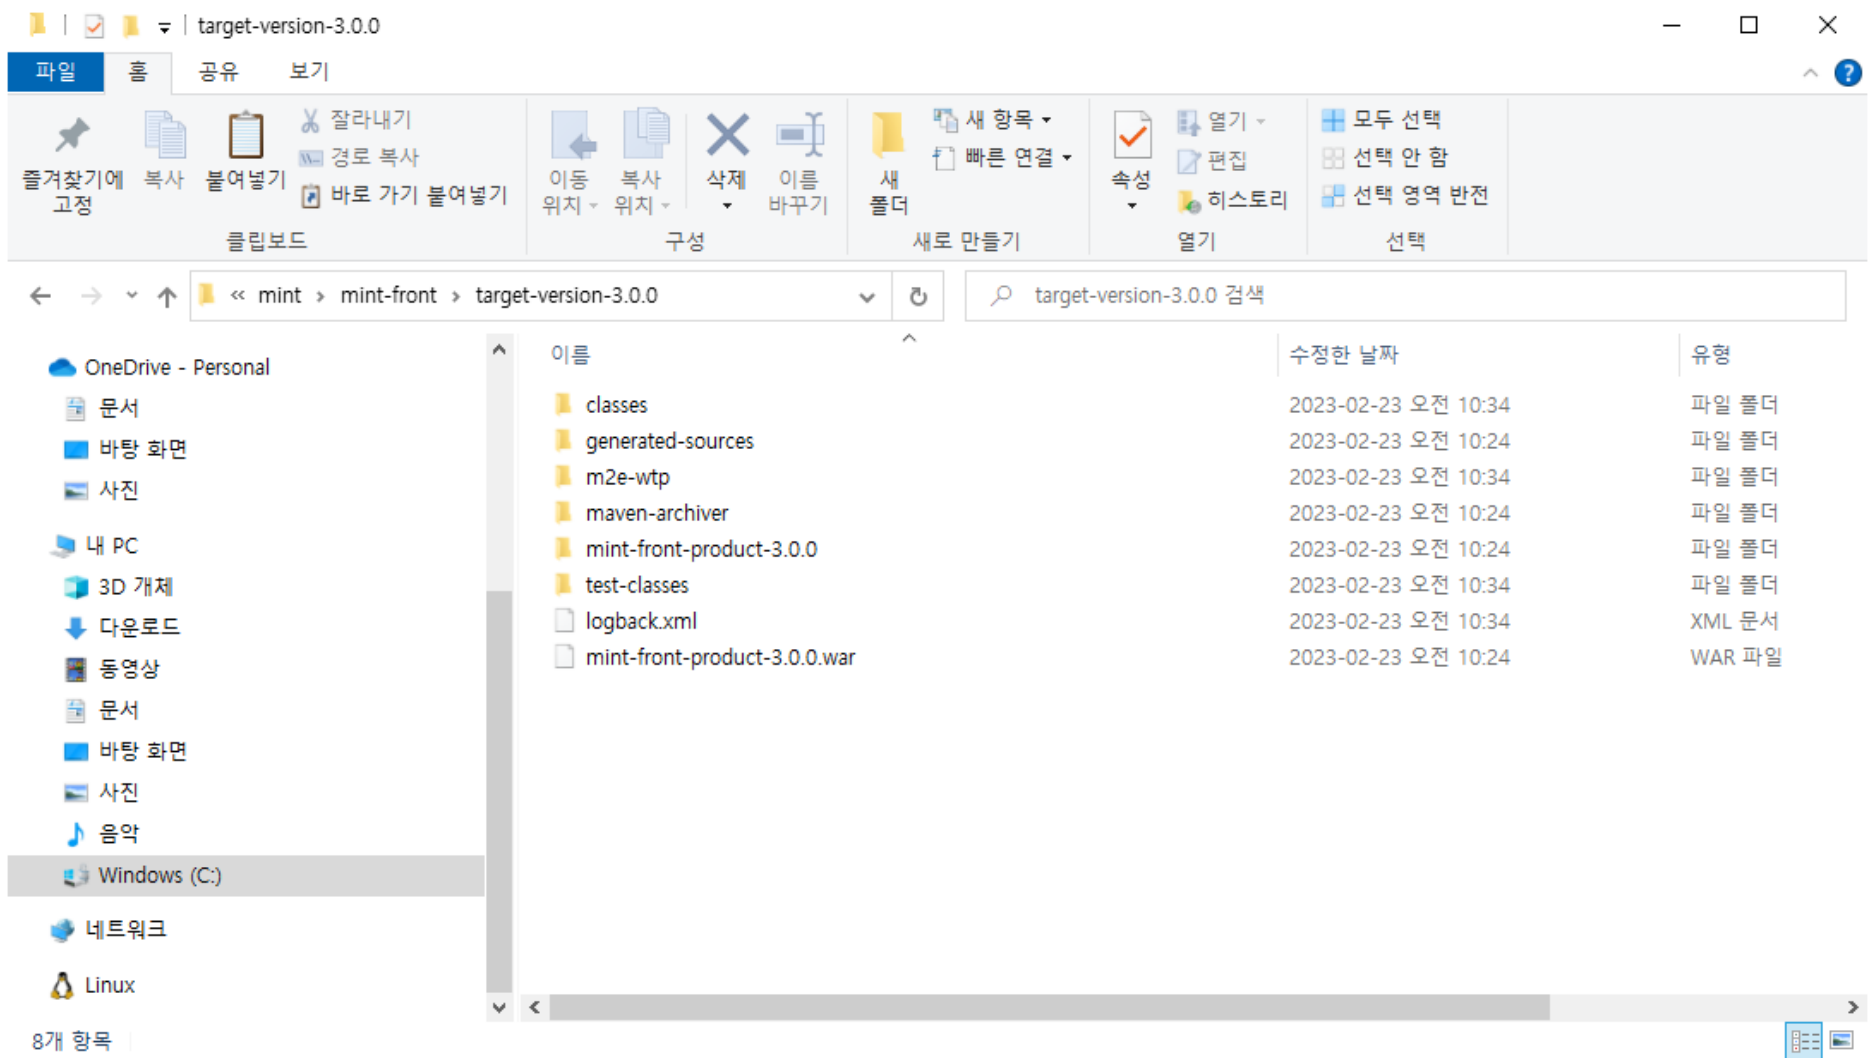 target-version-3.0.0
파일 홈 공유 보기
즐겨찾기에 고정
복사
붙여넣기
잘라내기
경로 복사
바로 가기 붙여넣기
클립보드
이동 위치
복사 위치
삭제
이름 바꾸기
구성
새 폴더
새 항목
빠른 연결
새로 만들기
속성
열기
편집
히스토리
열기
모두 선택
선택 안 함
선택 영역 반전
선택
« mint › mint-front › target-version-3.0.0
target-version-3.0.0 검색
OneDrive - Personal
문서
바탕 화면
사진
내 PC
3D 개체
다운로드
동영상
문서
바탕 화면
사진
음악
Windows (C:)
네트워크
Linux
이름 수정한 날짜 유형
classes 2023-02-23 오전 10:34 파일 폴더
generated-sources 2023-02-23 오전 10:24 파일 폴더
m2e-wtp 2023-02-23 오전 10:34 파일 폴더
maven-archiver 2023-02-23 오전 10:24 파일 폴더
mint-front-product-3.0.0 2023-02-23 오전 10:24 파일 폴더
test-classes 2023-02-23 오전 10:34 파일 폴더
logback.xml 2023-02-23 오전 10:34 XML 문서
mint-front-product-3.0.0.war 2023-02-23 오전 10:24 WAR 파일
8개 항목